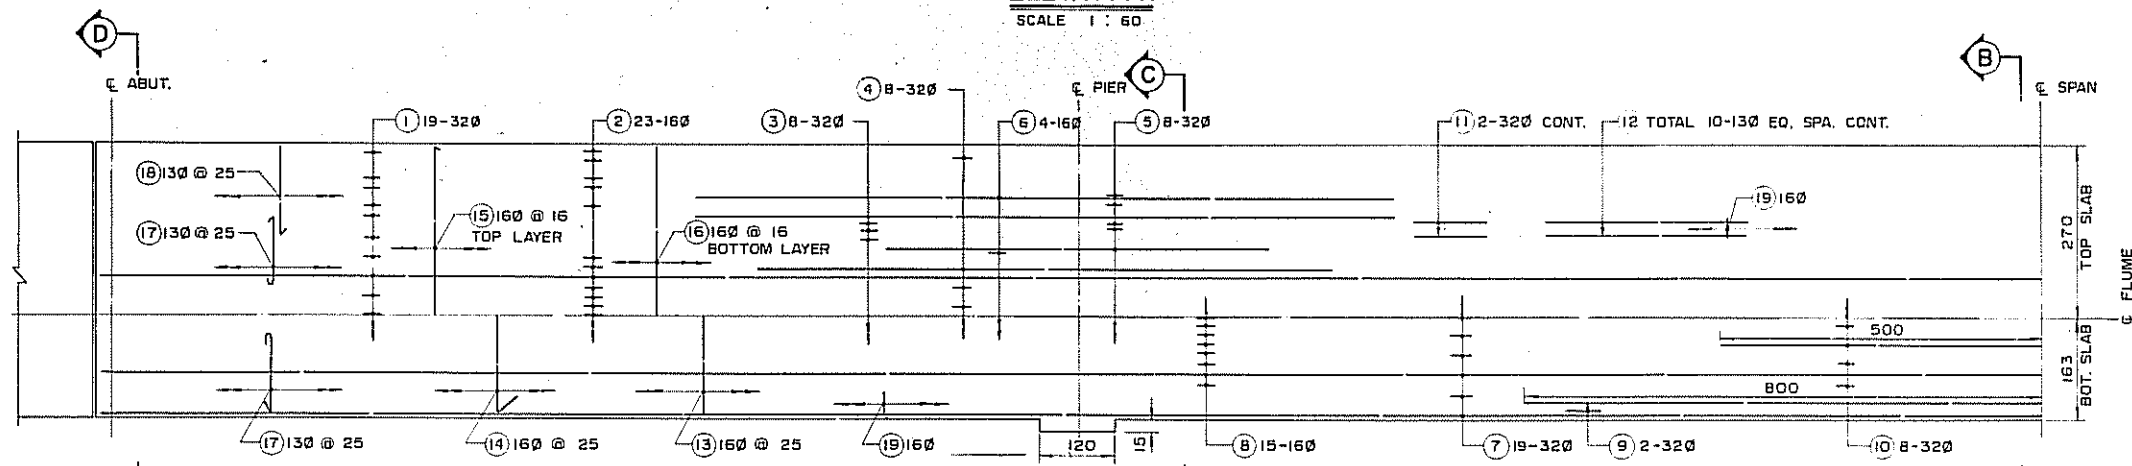 SCALE 1 : 60
D
C
B
℄ ABUT.
℄ PIER
℄ SPAN
4 8-32Ø
1 19-32Ø
2 23-16Ø
3 8-32Ø
6 4-16Ø
5 8-32Ø
11 2-32Ø CONT.
12 TOTAL 10-13Ø EQ. SPA. CONT.
18 13Ø @ 25
15 16Ø @ 16
TOP LAYER
19 16Ø
17 13Ø @ 25
16 16Ø @ 16
BOTTOM LAYER
270
TOP SLAB
℄ FLUME
500
163
BOT. SLAB
800
17 13Ø @ 25
14 16Ø @ 25
13 16Ø @ 25
19 16Ø
120
15
8 15-16Ø
7 19-32Ø
9 2-32Ø
10 8-32Ø